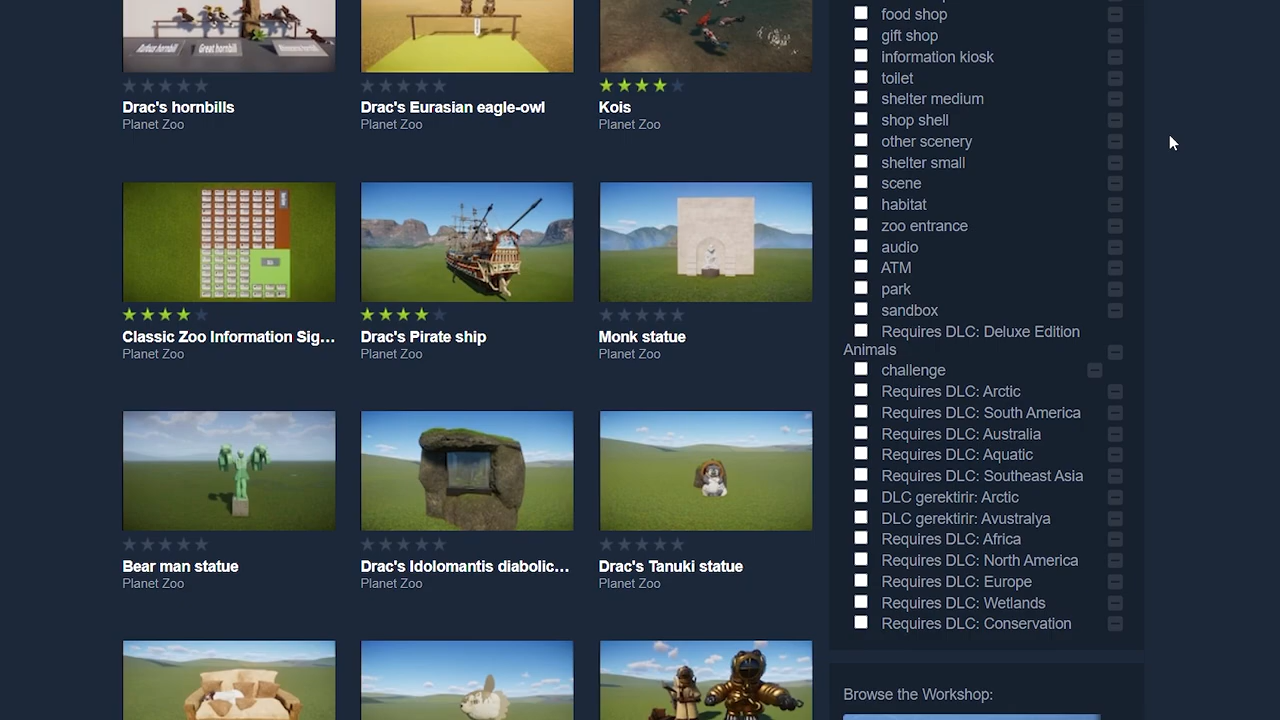 Great hornbill
Drac's hornbills
Planet Zoo
Drac's Eurasian eagle-owl
Planet Zoo
Kois
Planet Zoo
Classic Zoo Information Sig...
Planet Zoo
Drac's Pirate ship
Planet Zoo
Monk statue
Planet Zoo
Bear man statue
Planet Zoo
Drac's Idolomantis diabolic...
Planet Zoo
Drac's Tanuki statue
Planet Zoo
food shop
gift shop
information kiosk
toilet
shelter medium
shop shell
other scenery
shelter small
scene
habitat
zoo entrance
audio
ATM
park
sandbox
Requires DLC: Deluxe Edition
Animals
challenge
Requires DLC: Arctic
Requires DLC: South America
Requires DLC: Australia
Requires DLC: Aquatic
Requires DLC: Southeast Asia
DLC gerektirir: Arctic
DLC gerektirir: Avustralya
Requires DLC: Africa
Requires DLC: North America
Requires DLC: Europe
Requires DLC: Wetlands
Requires DLC: Conservation
Browse the Workshop: